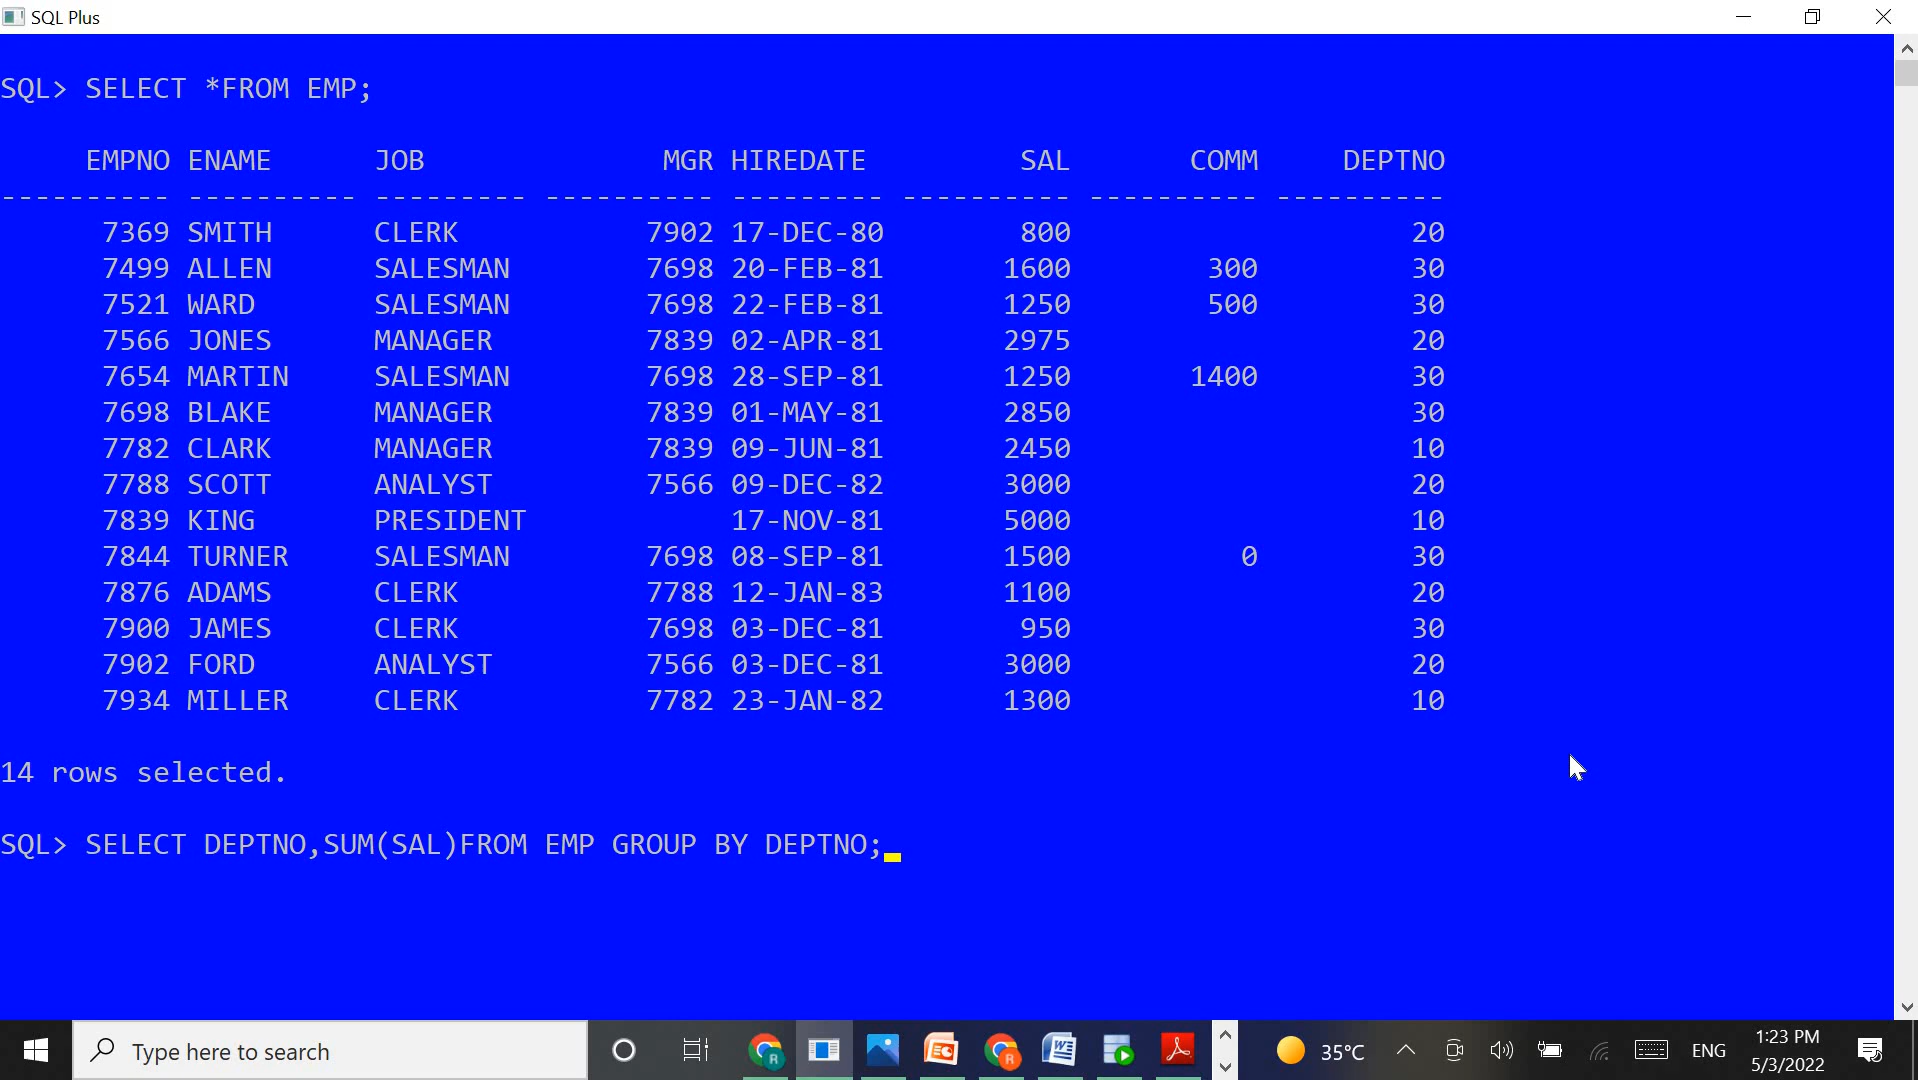 SQL Plus
SQL> SELECT *FROM EMP;
EMPNO ENAME JOB MGR HIREDATE SAL COMM DEPTNO
---------- ---------- --------- ---------- --------- ---------- ---------- ----------
7369 SMITH CLERK 7902 17-DEC-80 800 20
7499 ALLEN SALESMAN 7698 20-FEB-81 1600 300 30
7521 WARD SALESMAN 7698 22-FEB-81 1250 500 30
7566 JONES MANAGER 7839 02-APR-81 2975 20
7654 MARTIN SALESMAN 7698 28-SEP-81 1250 1400 30
7698 BLAKE MANAGER 7839 01-MAY-81 2850 30
7782 CLARK MANAGER 7839 09-JUN-81 2450 10
7788 SCOTT ANALYST 7566 09-DEC-82 3000 20
7839 KING PRESIDENT 17-NOV-81 5000 10
7844 TURNER SALESMAN 7698 08-SEP-81 1500 0 30
7876 ADAMS CLERK 7788 12-JAN-83 1100 20
7900 JAMES CLERK 7698 03-DEC-81 950 30
7902 FORD ANALYST 7566 03-DEC-81 3000 20
7934 MILLER CLERK 7782 23-JAN-82 1300 10
14 rows selected.
SQL> SELECT DEPTNO,SUM(SAL)FROM EMP GROUP BY DEPTNO;
Type here to search
R
R
35°C
ENG
1:23 PM
5/3/2022